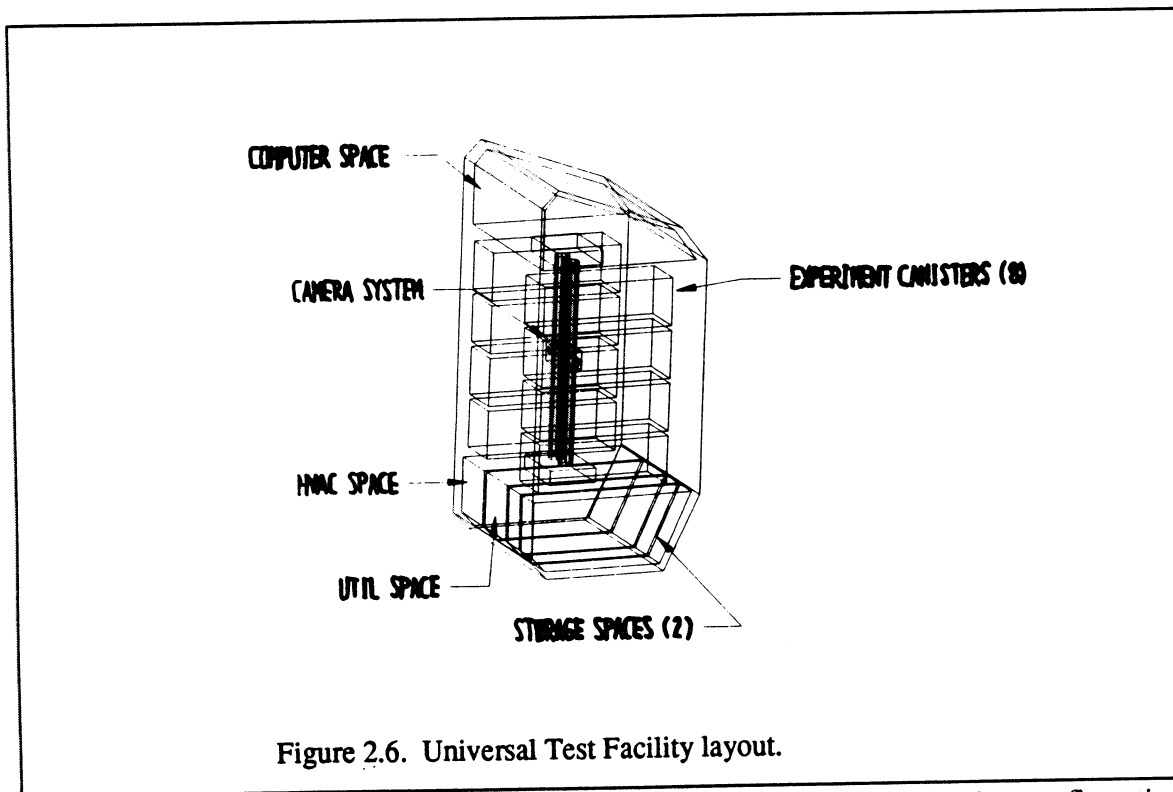 COMPUTER SPACE
CAMERA SYSTEM
EXPERIMENT CANISTERS (8)
HVAC SPACE
UTIL SPACE
STORAGE SPACES (2)
Figure 2.6. Universal Test Facility layout.